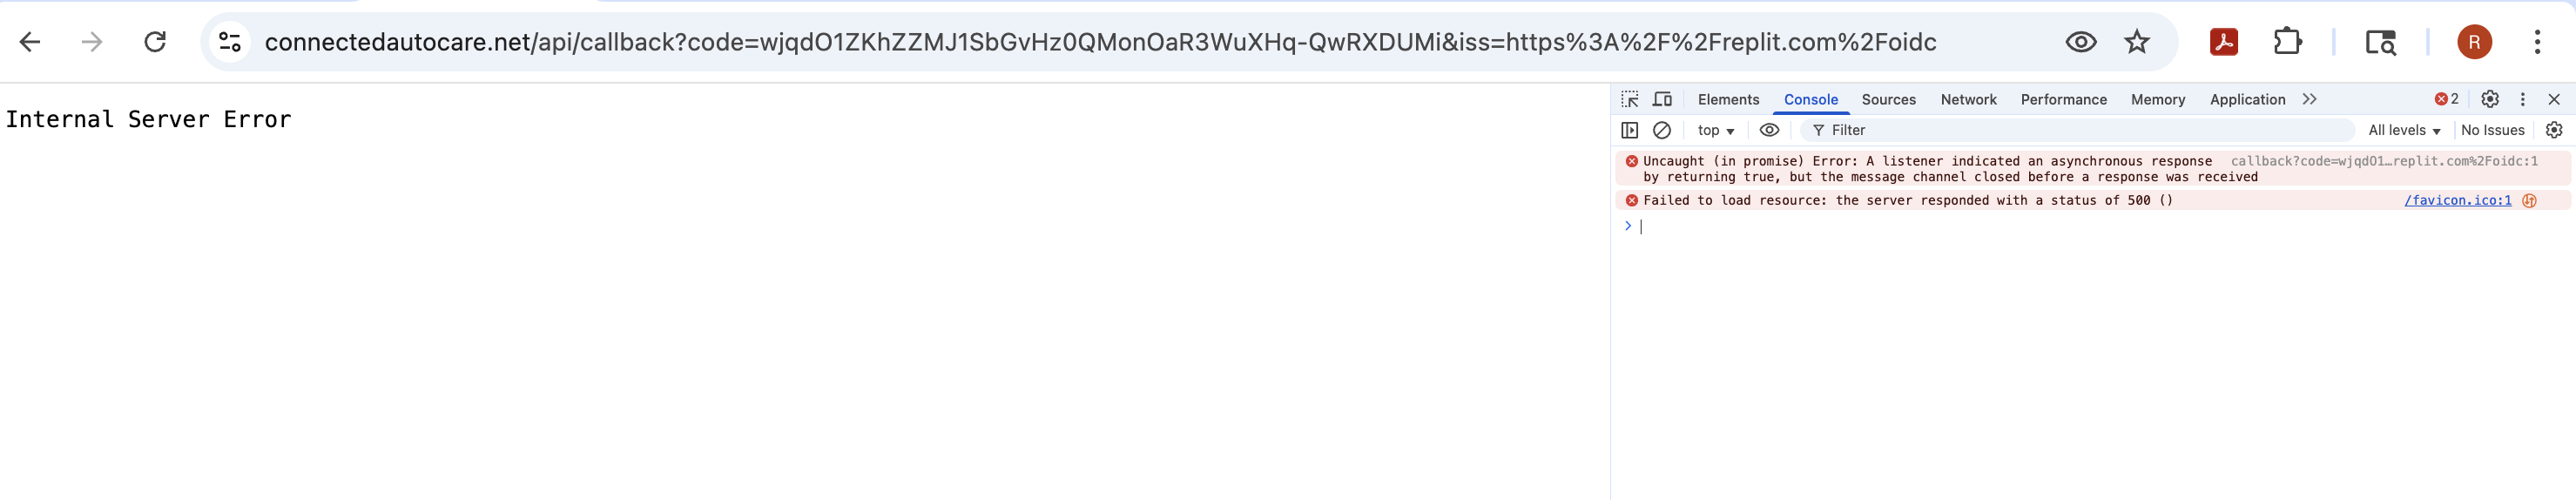 connectedautocare.net/api/callback?code=wjqdO1ZKhZZMJ1SbGvHz0QMonOaR3WuXHq-QwRXDUMi&iss=https%3A%2F%2Freplit.com%2Foidc
R
Internal Server Error
Elements Console Sources Network Performance Memory Application 2
top Filter All levels No Issues
Uncaught (in promise) Error: A listener indicated an asynchronous response callback?code=wjqdO1…replit.com%2Foidc:1
by returning true, but the message channel closed before a response was received
Failed to load resource: the server responded with a status of 500 () /favicon.ico:1